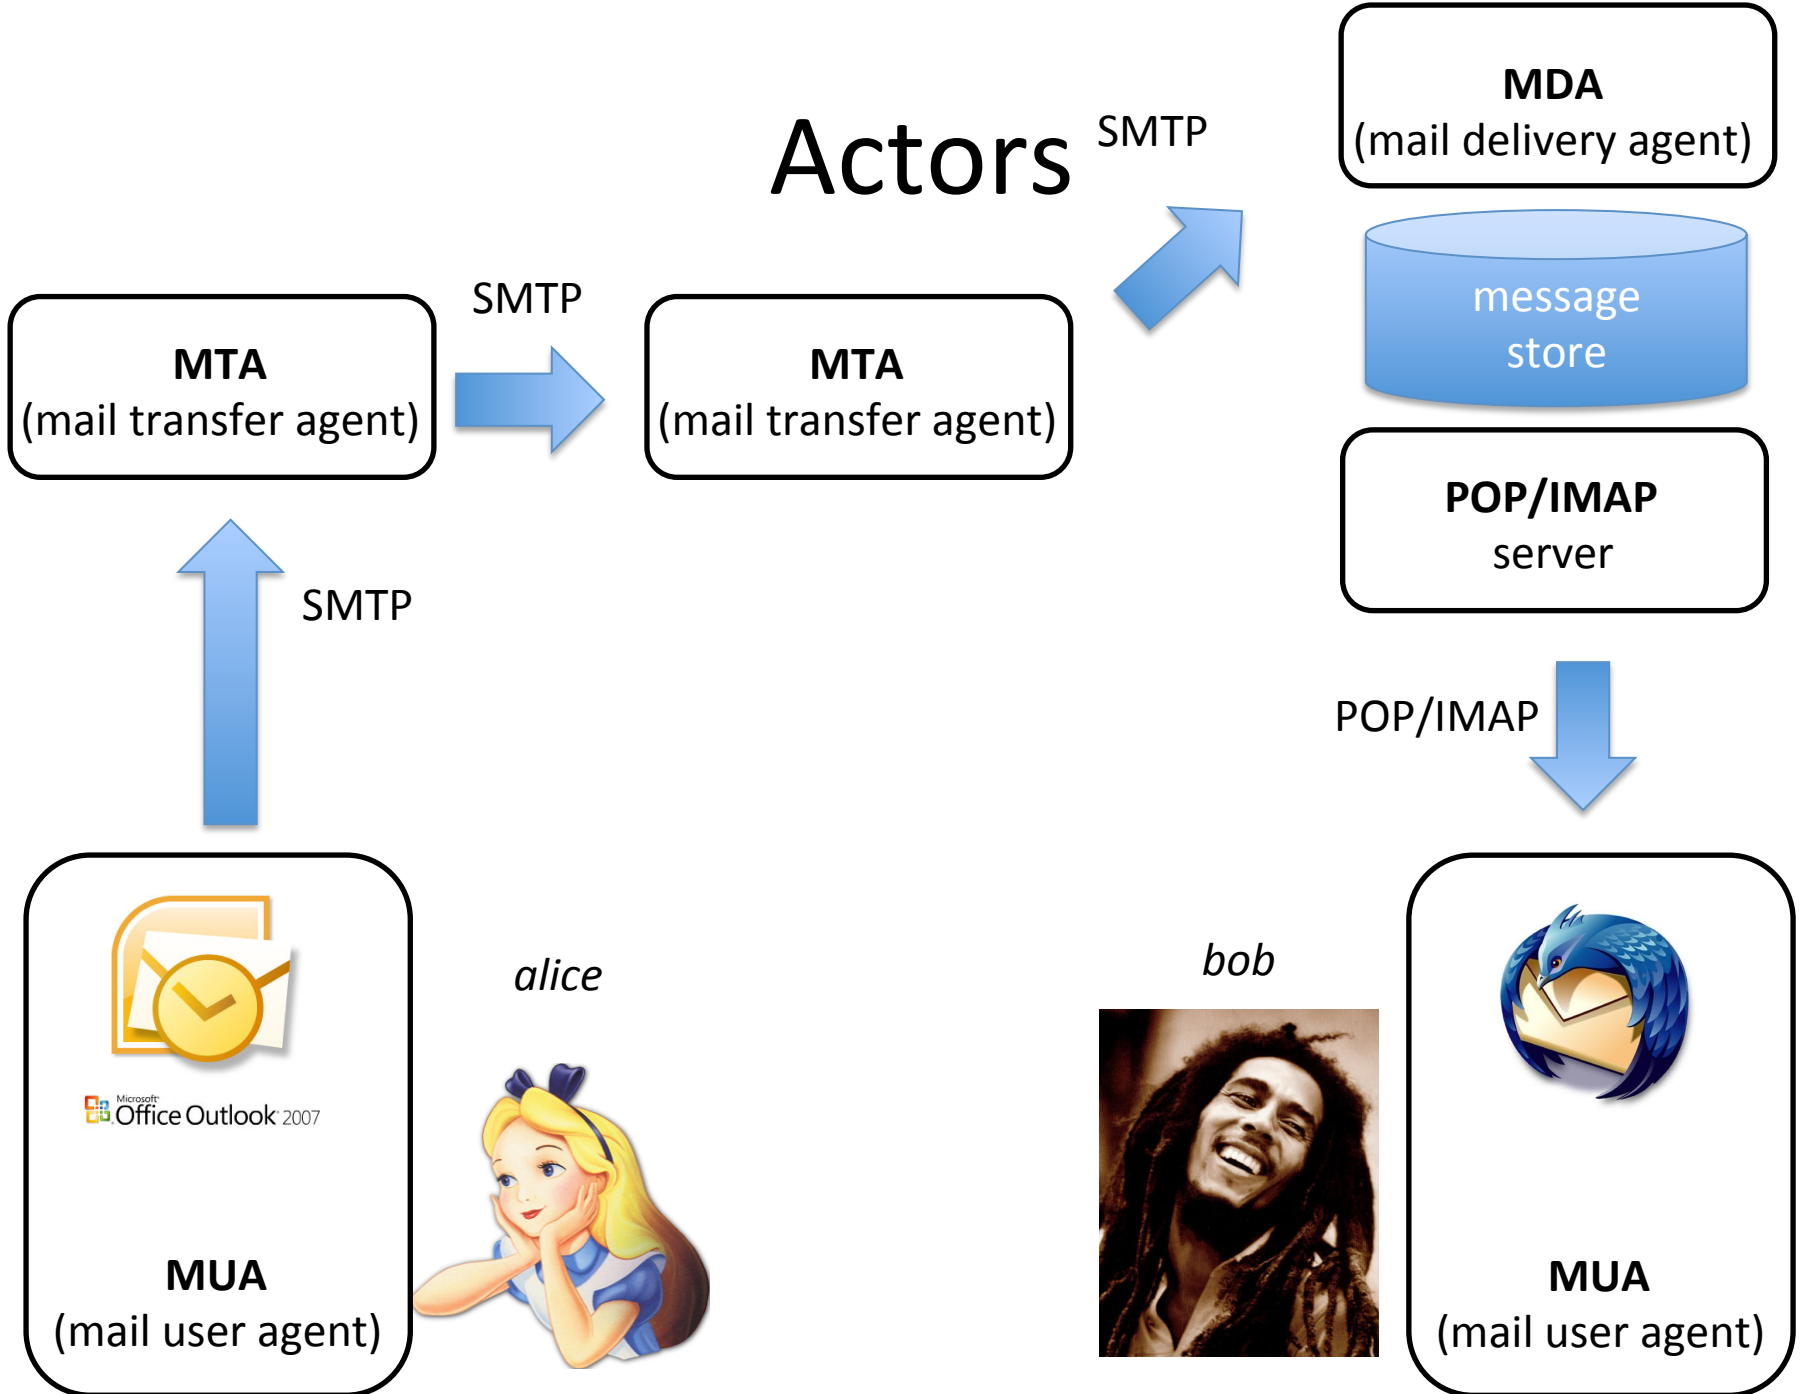 Actors
SMTP
MDA
(mail delivery agent)
message
store
SMTP
MTA
(mail transfer agent)
MTA
(mail transfer agent)
POP/IMAP
server
SMTP
POP/IMAP
alice
bob
Microsoft®
Office Outlook® 2007
MUA
(mail user agent)
MUA
(mail user agent)